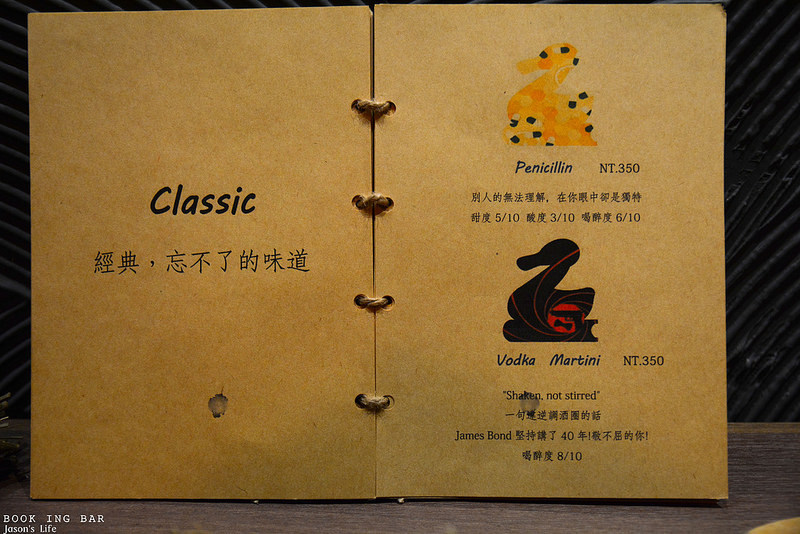 Classic
經典，忘不了的味道
Penicillin NT.350
別人的無法理解，在你眼中卻是獨特
甜度 5/10 酸度 3/10 喝醉度 6/10
Vodka Martini NT.350
"Shaken, not stirred"
一句違逆調酒圈的話
James Bond 堅持講了 40 年!敬不屈的你!
喝醉度 8/10
BOOK ING BAR
Jason's Life